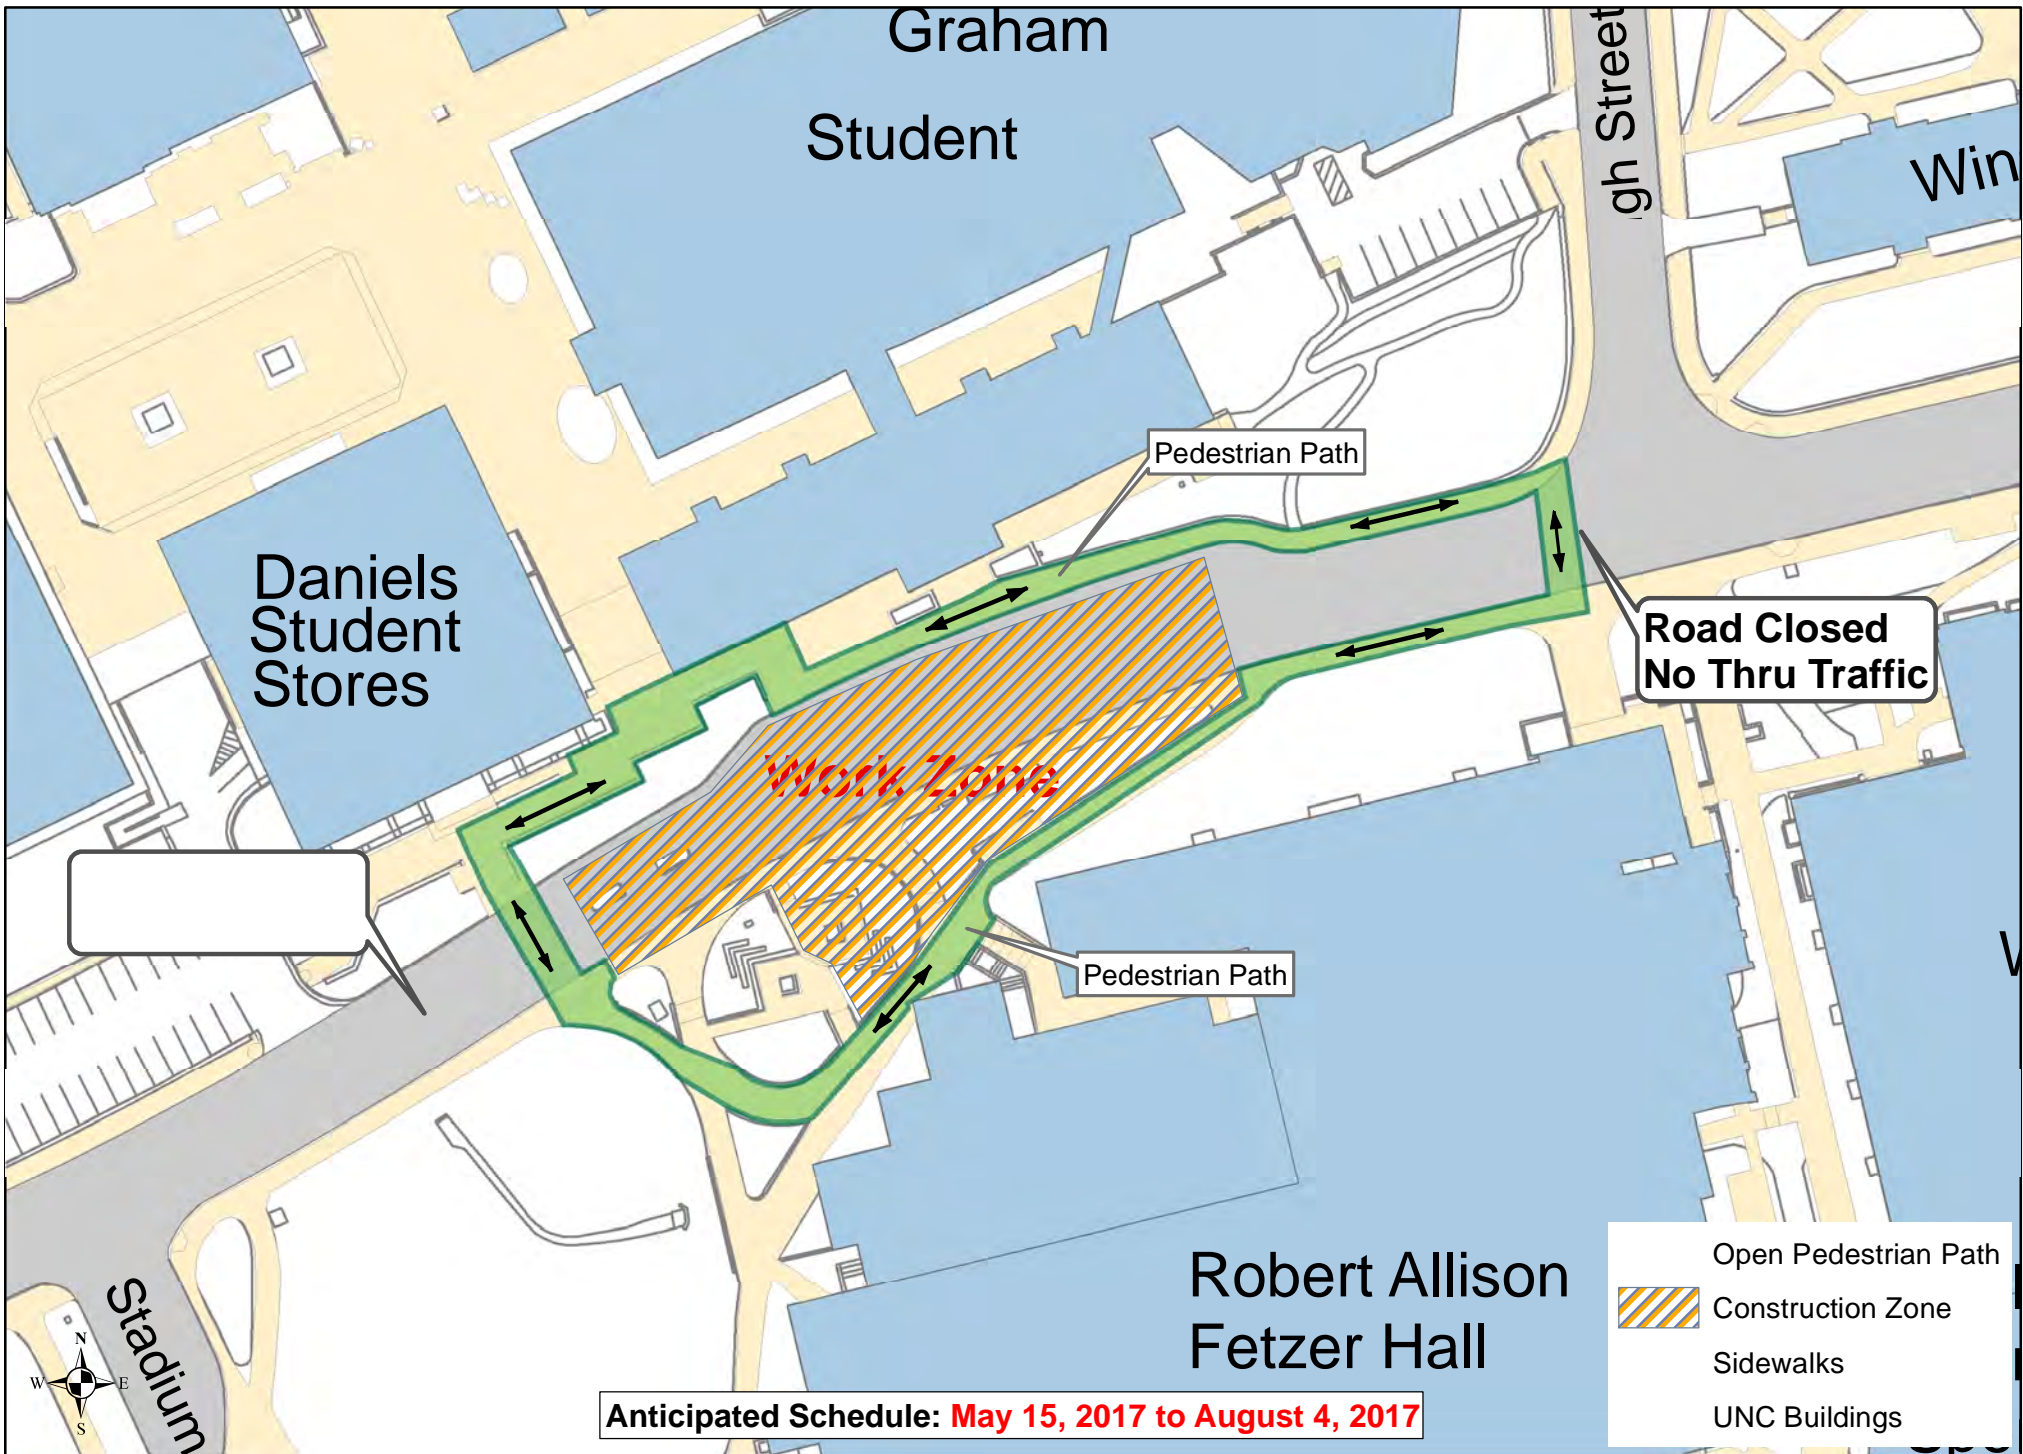 Graham
Student
gh Street
Win
Pedestrian Path
Daniels
Student
Stores
Road Closed
No Thru Traffic
Work Zone
Pedestrian Path
Stadium
N
W E
S
Robert Allison
Fetzer Hall
Open Pedestrian Path
Construction Zone
Sidewalks
UNC Buildings
Anticipated Schedule: May 15, 2017 to August 4, 2017